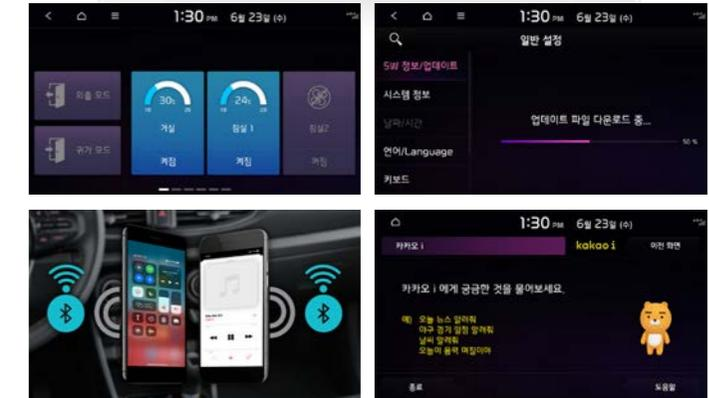 1:30 PM 6월 23일 (수)
외출 모드
귀가 모드
30
거실
켜짐
24
침실 1
켜짐
침실2
꺼짐
1:30 PM 6월 23일 (수)
일반 설정
SW 정보/업데이트
시스템 정보
날짜/시간
언어/Language
키보드
업데이트 파일 다운로드 중...
50 %
1:30 PM 6월 23일 (수)
카카오 i
kakao i
이전 화면
카카오 i 에게 궁금한 것을 물어보세요.
예) 오늘 뉴스 알려줘
야구 경기 일정 알려줘
날씨 알려줘
오늘이 음력 며칠이야
종료
도움말